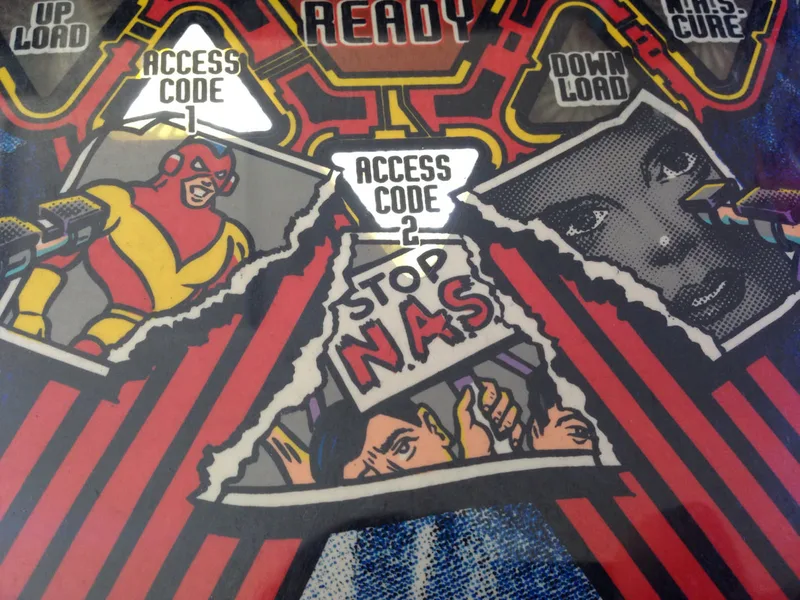 UP
LOAD
ACCESS
CODE
1
READY
DOWN
LOAD
N.A.S.
CURE
ACCESS
CODE
2
STOP
N.A.S